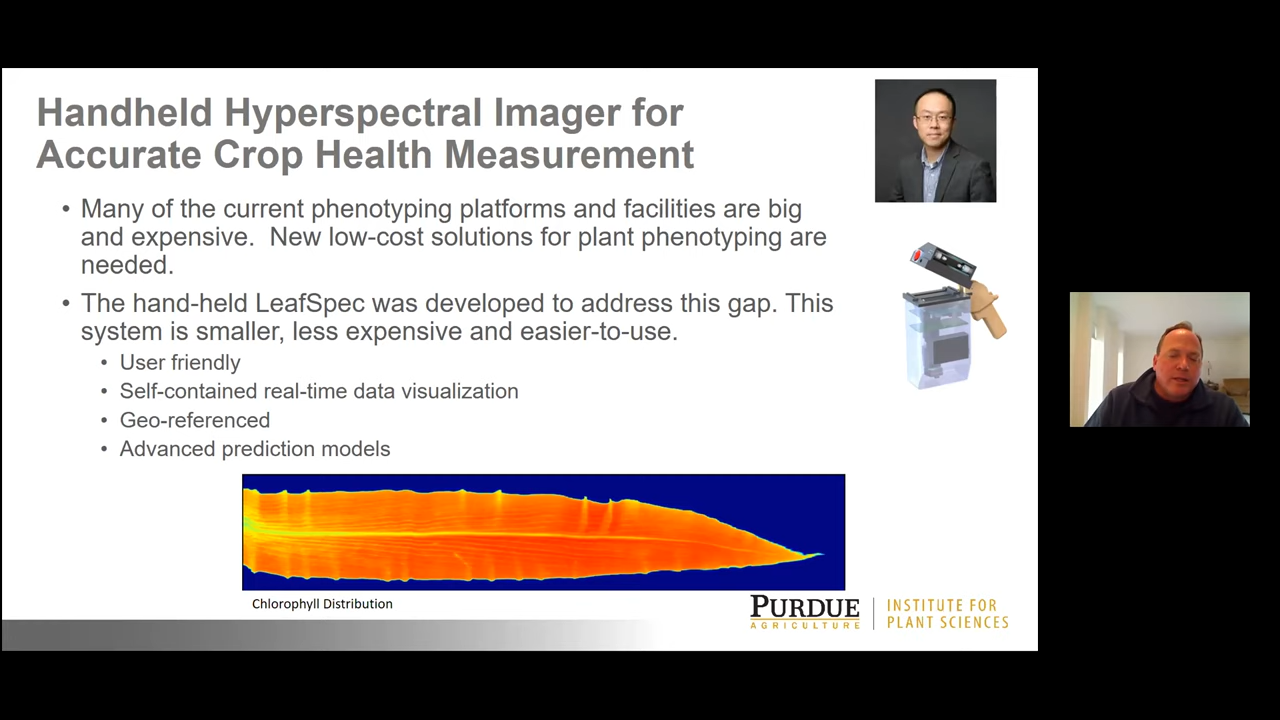 Handheld Hyperspectral Imager for
Accurate Crop Health Measurement
• Many of the current phenotyping platforms and facilities are big
and expensive.  New low-cost solutions for plant phenotyping are
needed.
• The hand-held LeafSpec was developed to address this gap. This
system is smaller, less expensive and easier-to-use.
• User friendly
• Self-contained real-time data visualization
• Geo-referenced
• Advanced prediction models
Chlorophyll Distribution
PURDUE
AGRICULTURE
INSTITUTE FOR
PLANT SCIENCES